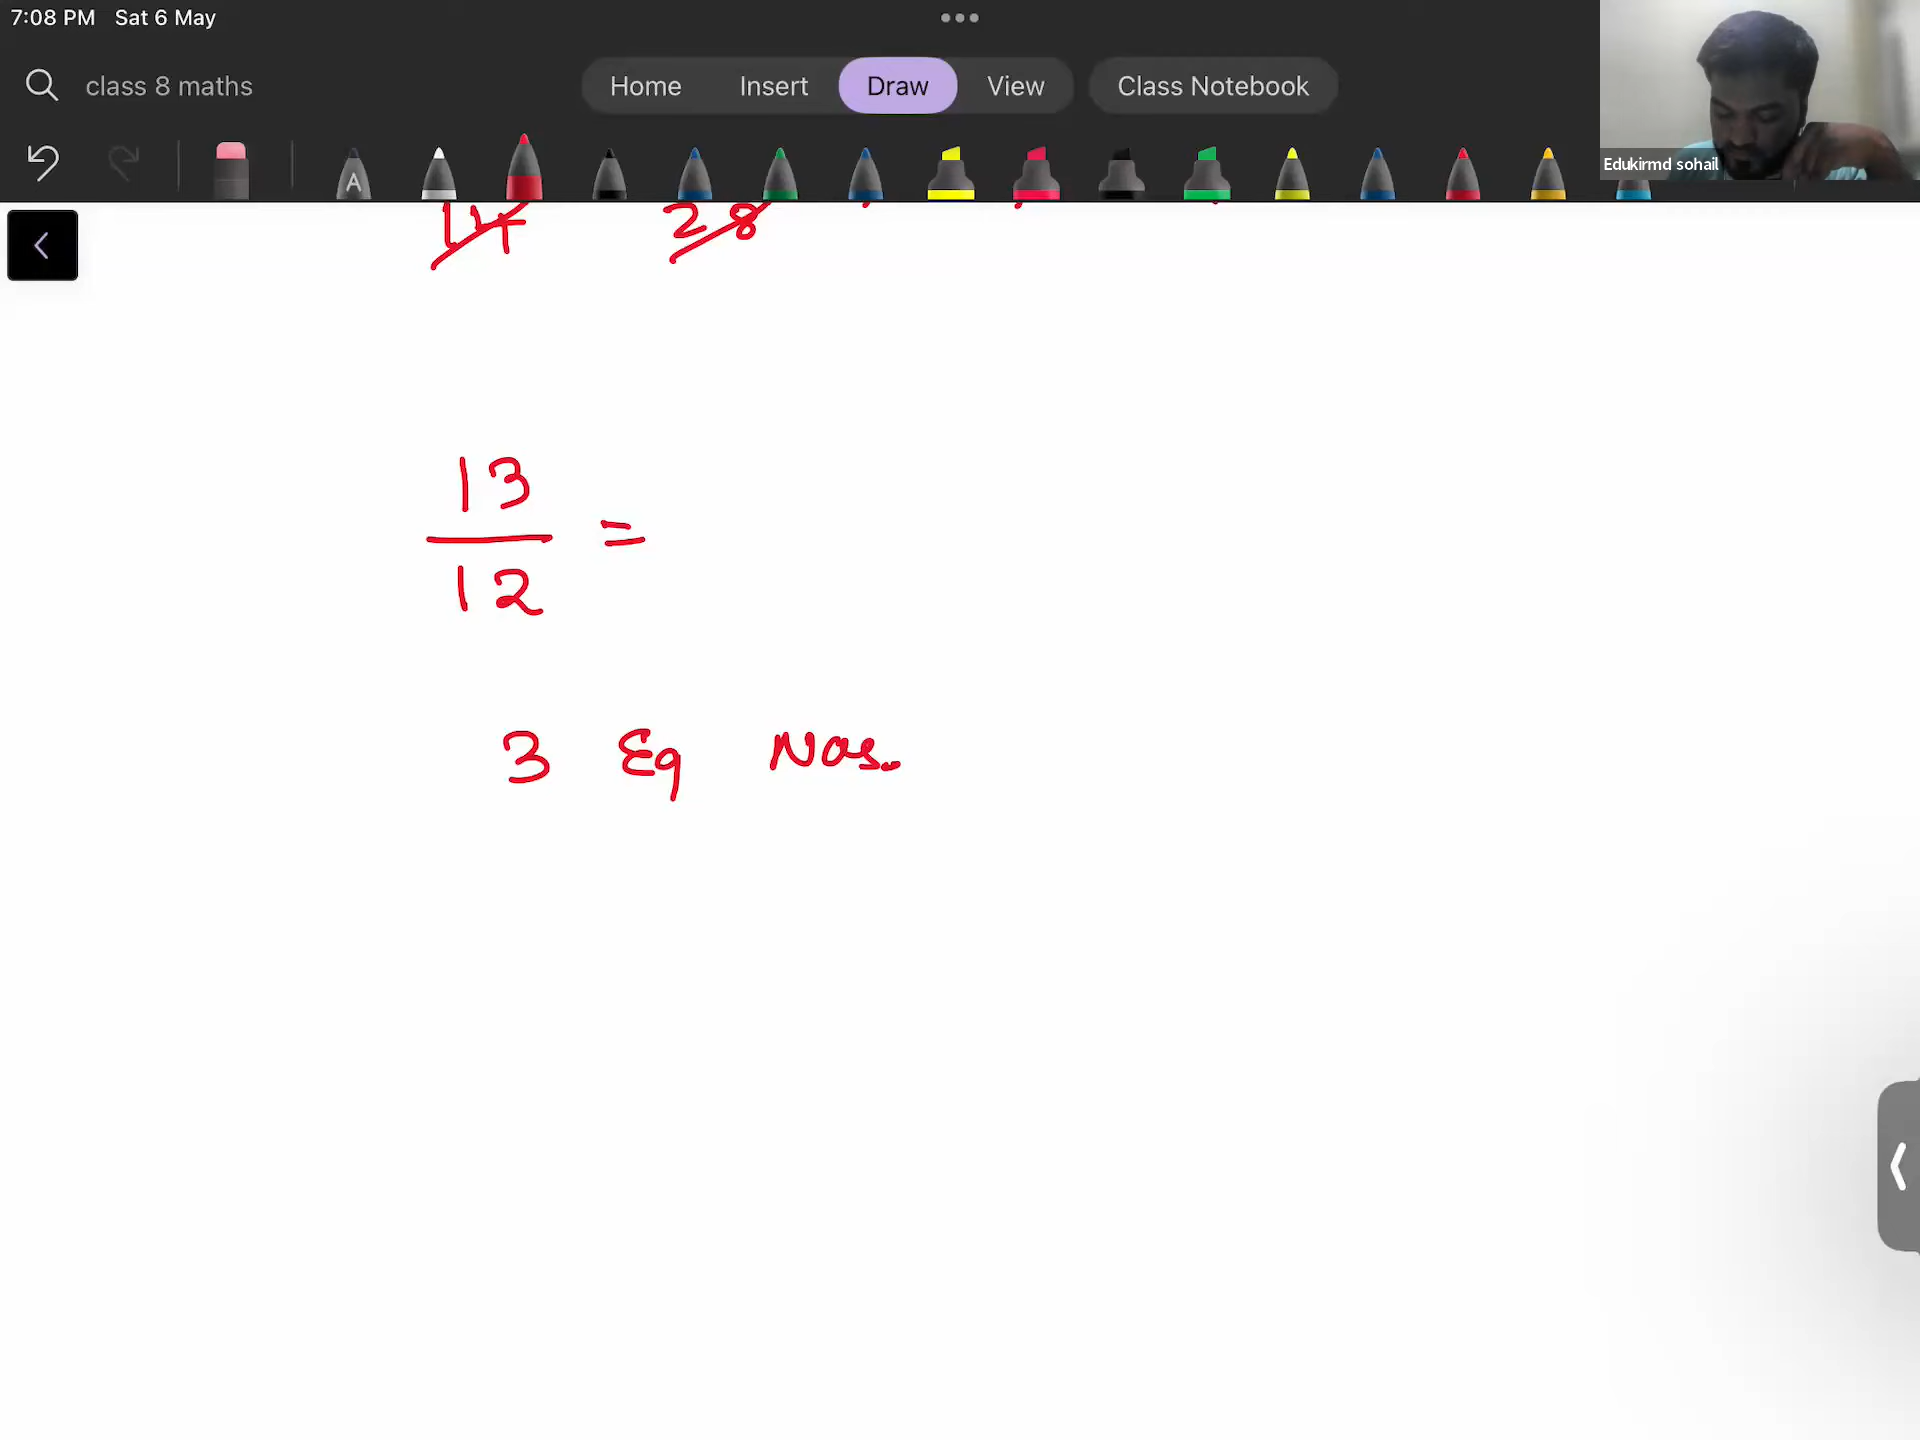 7:08 PM Sat 6 May
class 8 maths
Home Insert Draw View Class Notebook
A
Edukirmd sohail
14 28
13
12
=
3 Eq Nos.